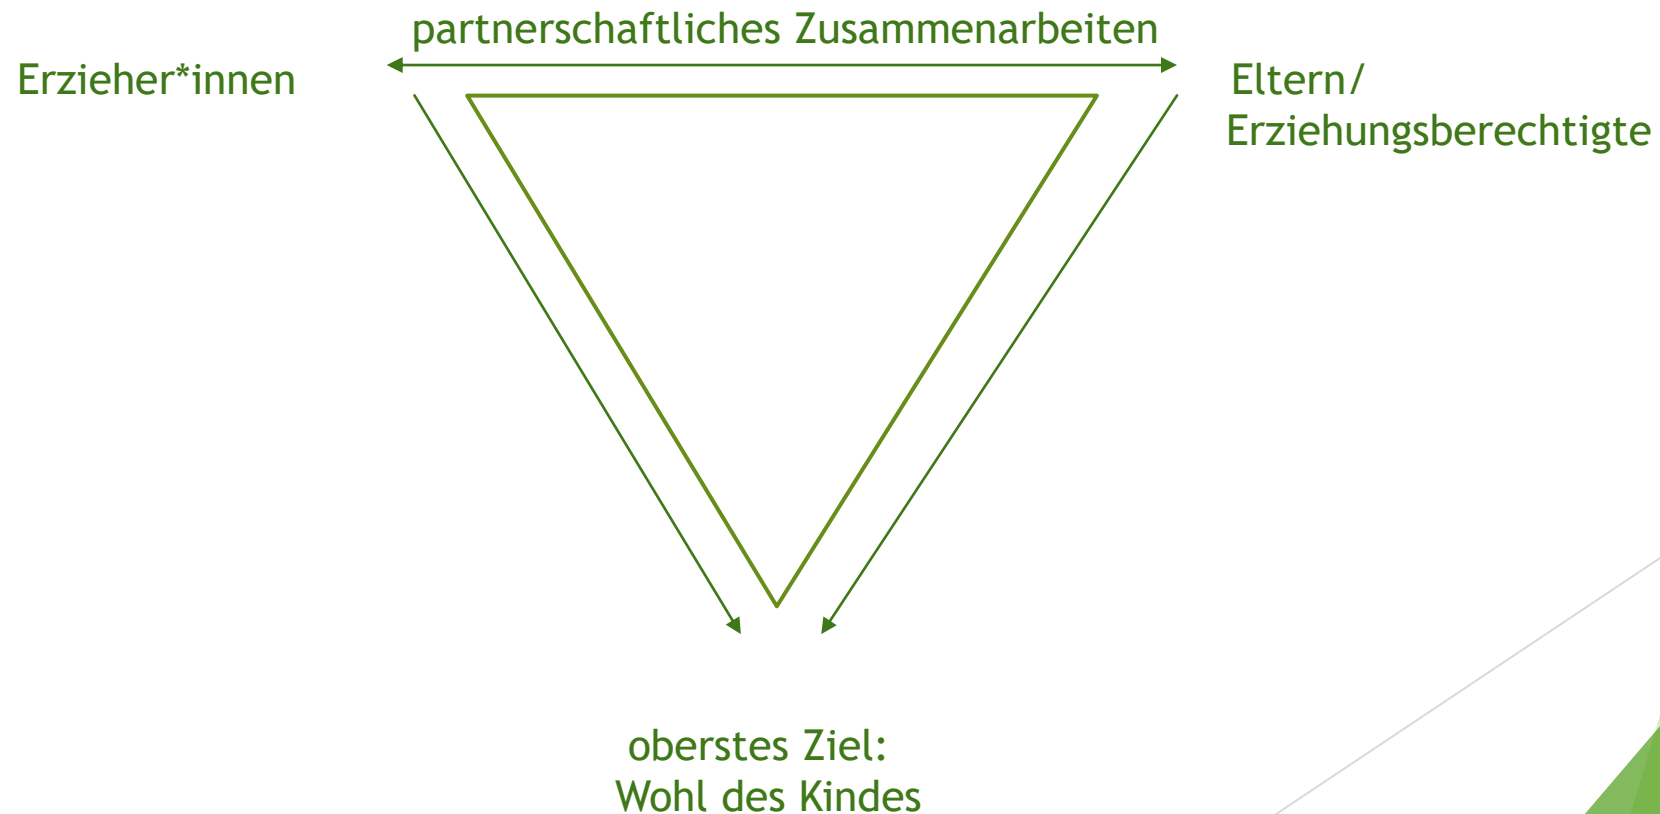 partnerschaftliches Zusammenarbeiten
Erzieher*innen
Eltern/
Erziehungsberechtigte
oberstes Ziel:
Wohl des Kindes